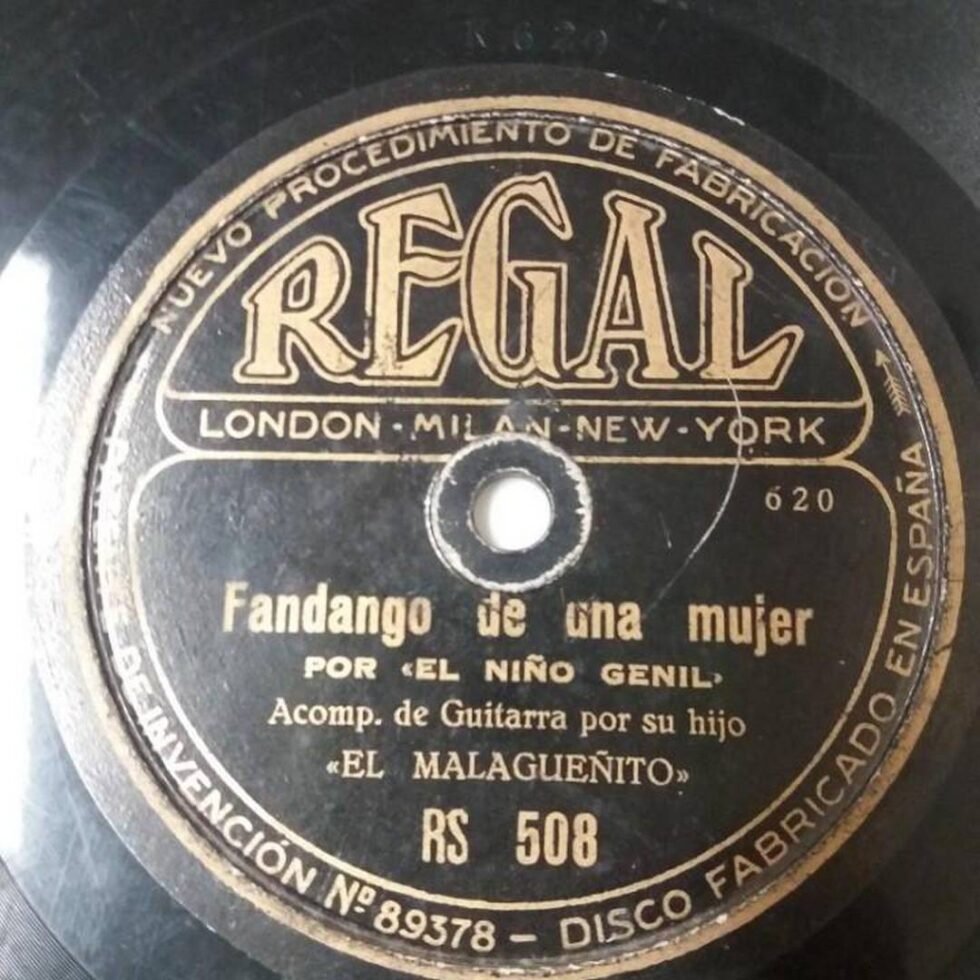 K 620
NUEVO PROCEDIMIENTO DE FABRICACIÓN
REGAL
LONDON-MILAN-NEW-YORK
620
Fandango de una mujer
POR «EL NIÑO GENIL»
Acomp. de Guitarra por su hijo
«EL MALAGUEÑITO»
RS 508
DE INVENCIÓN Nº 89378 – DISCO FABRICADO EN ESPAÑA